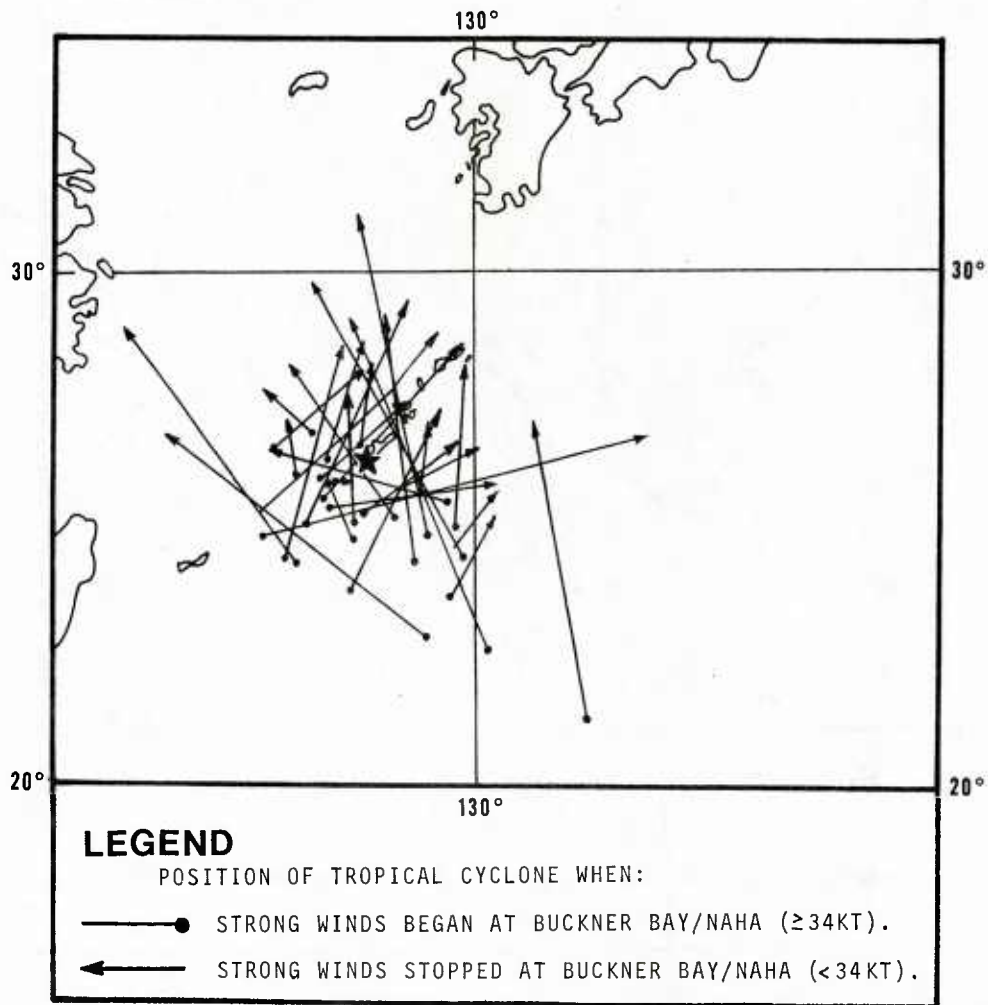 130°
30°
30°
20°
20°
130°
LEGEND
POSITION OF TROPICAL CYCLONE WHEN:
STRONG WINDS BEGAN AT BUCKNER BAY/NAHA (≥34KT).
STRONG WINDS STOPPED AT BUCKNER BAY/NAHA (<34KT).